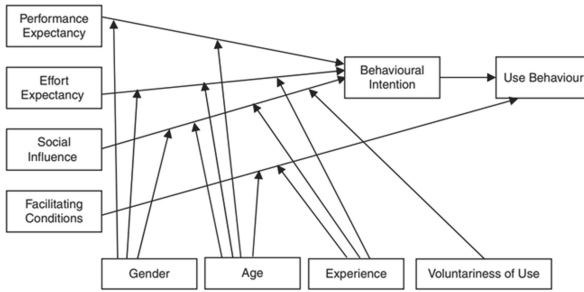 Performance
Expectancy
Effort
Expectancy
Social
Influence
Facilitating
Conditions
Behavioural
Intention
Use Behaviour
Gender
Age
Experience
Voluntariness of Use